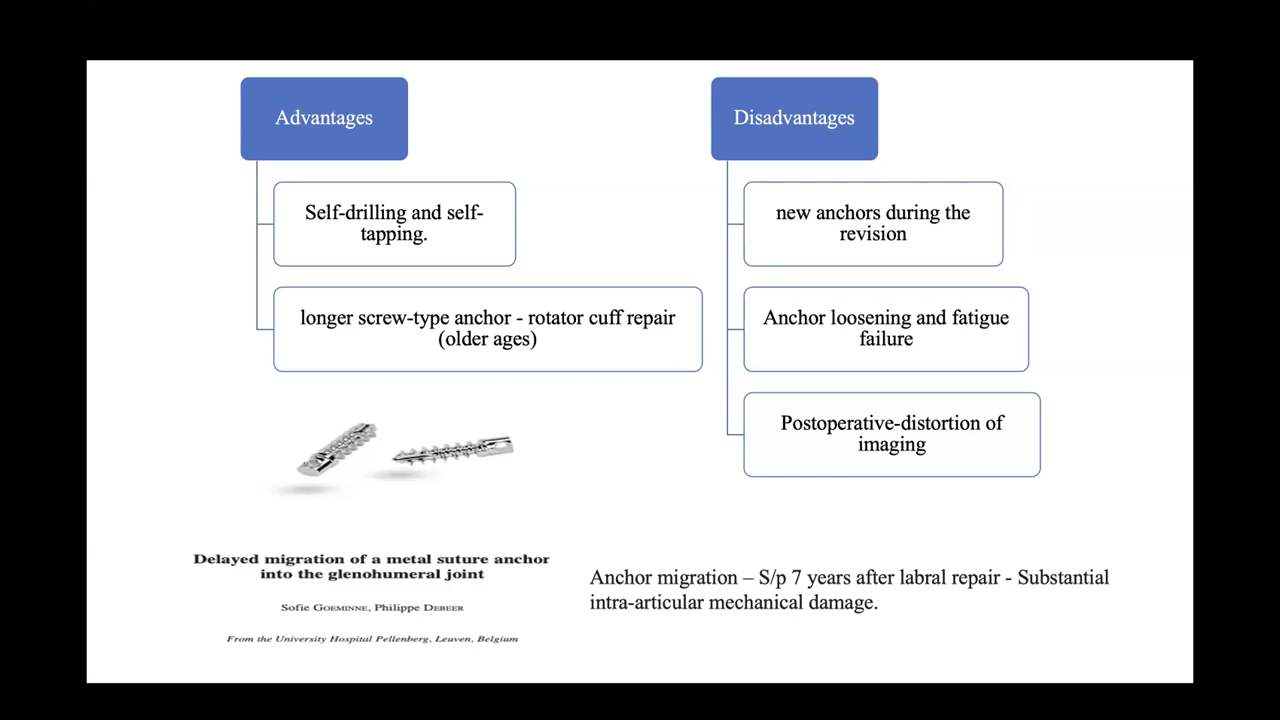 Advantages
Self-drilling and self-
tapping.
longer screw-type anchor - rotator cuff repair
(older ages)
Disadvantages
new anchors during the
revision
Anchor loosening and fatigue
failure
Postoperative-distortion of
imaging
Delayed migration of a metal suture anchor
into the glenohumeral joint
Sofie Goeminne, Philippe Debeer
From the University Hospital Pellenberg, Leuven, Belgium
Anchor migration – S/p 7 years after labral repair - Substantial
intra-articular mechanical damage.